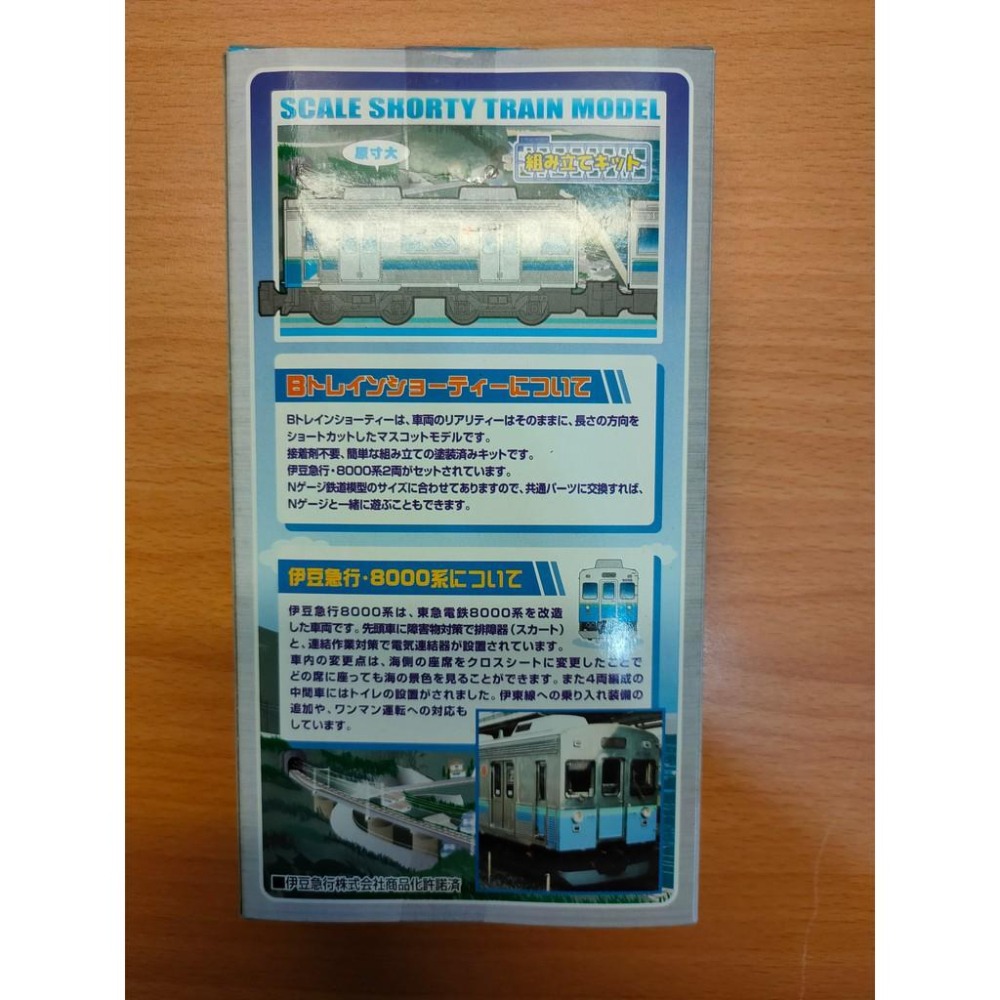 SCALE SHORTY TRAIN MODEL
原寸大
組み立てキット
Bトレインショーティーについて
Bトレインショーティーは、車両のリアリティーはそのままに、長さの方向を
ショートカットしたマスコットモデルです。
接着剤不要、簡単な組み立ての塗装済みキットです。
伊豆急行・8000系2両がセットされています。
Nゲージ鉄道模型のサイズに合わせてありますので、共通パーツに交換すれば、
Nゲージと一緒に遊ぶこともできます。
伊豆急行・8000系について
伊豆急行8000系は、東急電鉄8000系を改造
した車両です。先頭車に障害物対策で排障器（スカート）
と、連結作業対策で電気連結器が設置されています。
車内の変更点は、海側の座席をクロスシートに変更したことで
どの席に座っても海の景色を見ることができます。また4両編成の
中間車にはトイレの設置がされました。伊東線への乗り入れ装備の
追加や、ワンマン運転への対応も
しています。
■伊豆急行株式会社商品化許諾済